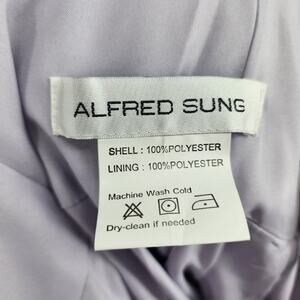 ALFRED SUNG
SHELL : 100%POLYESTER
LINING : 100%POLYESTER
Machine Wash Cold
Dry-clean if needed